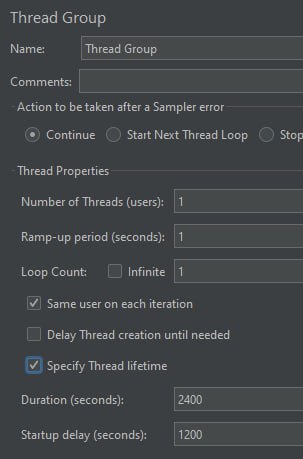 Thread Group
Name: Thread Group
Comments:
Action to be taken after a Sampler error
Continue Start Next Thread Loop Stop
Thread Properties
Number of Threads (users): 1
Ramp-up period (seconds): 1
Loop Count: Infinite 1
Same user on each iteration
Delay Thread creation until needed
Specify Thread lifetime
Duration (seconds): 2400
Startup delay (seconds): 1200